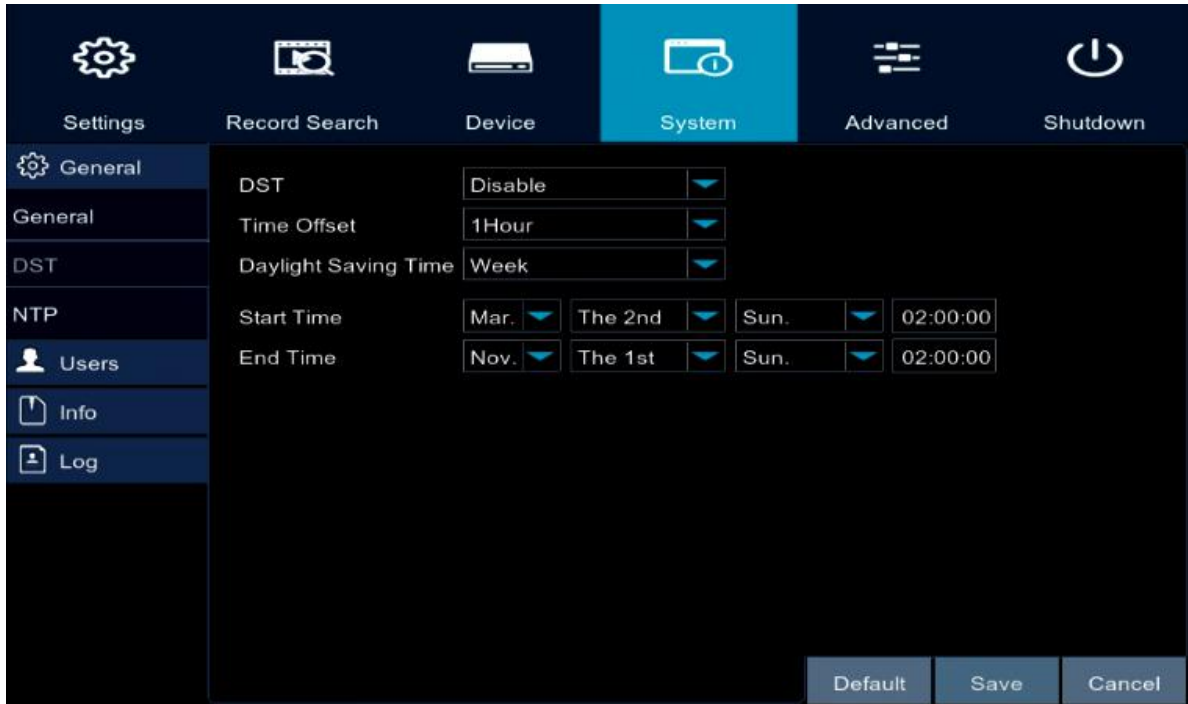 Settings Record Search Device System Advanced Shutdown
General
General
DST
NTP
Users
Info
Log
DST Disable
Time Offset 1Hour
Daylight Saving Time Week
Start Time Mar. The 2nd Sun. 02:00:00
End Time Nov. The 1st Sun. 02:00:00
Default Save Cancel